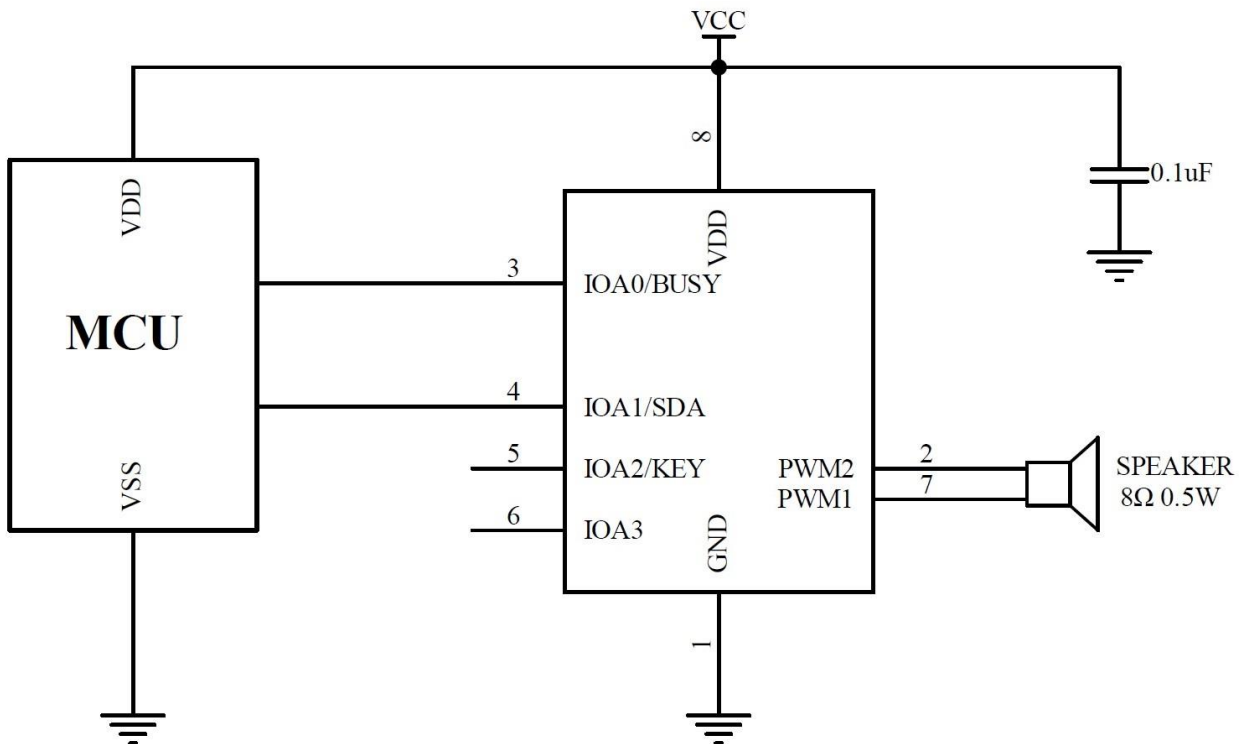 VCC
8
0.1uF
VDD
VDD
3
IOA0/BUSY
MCU
4
IOA1/SDA
VSS
5
IOA2/KEY
PWM2
2
SPEAKER
7
PWM1
8Ω 0.5W
6
IOA3
GND
1